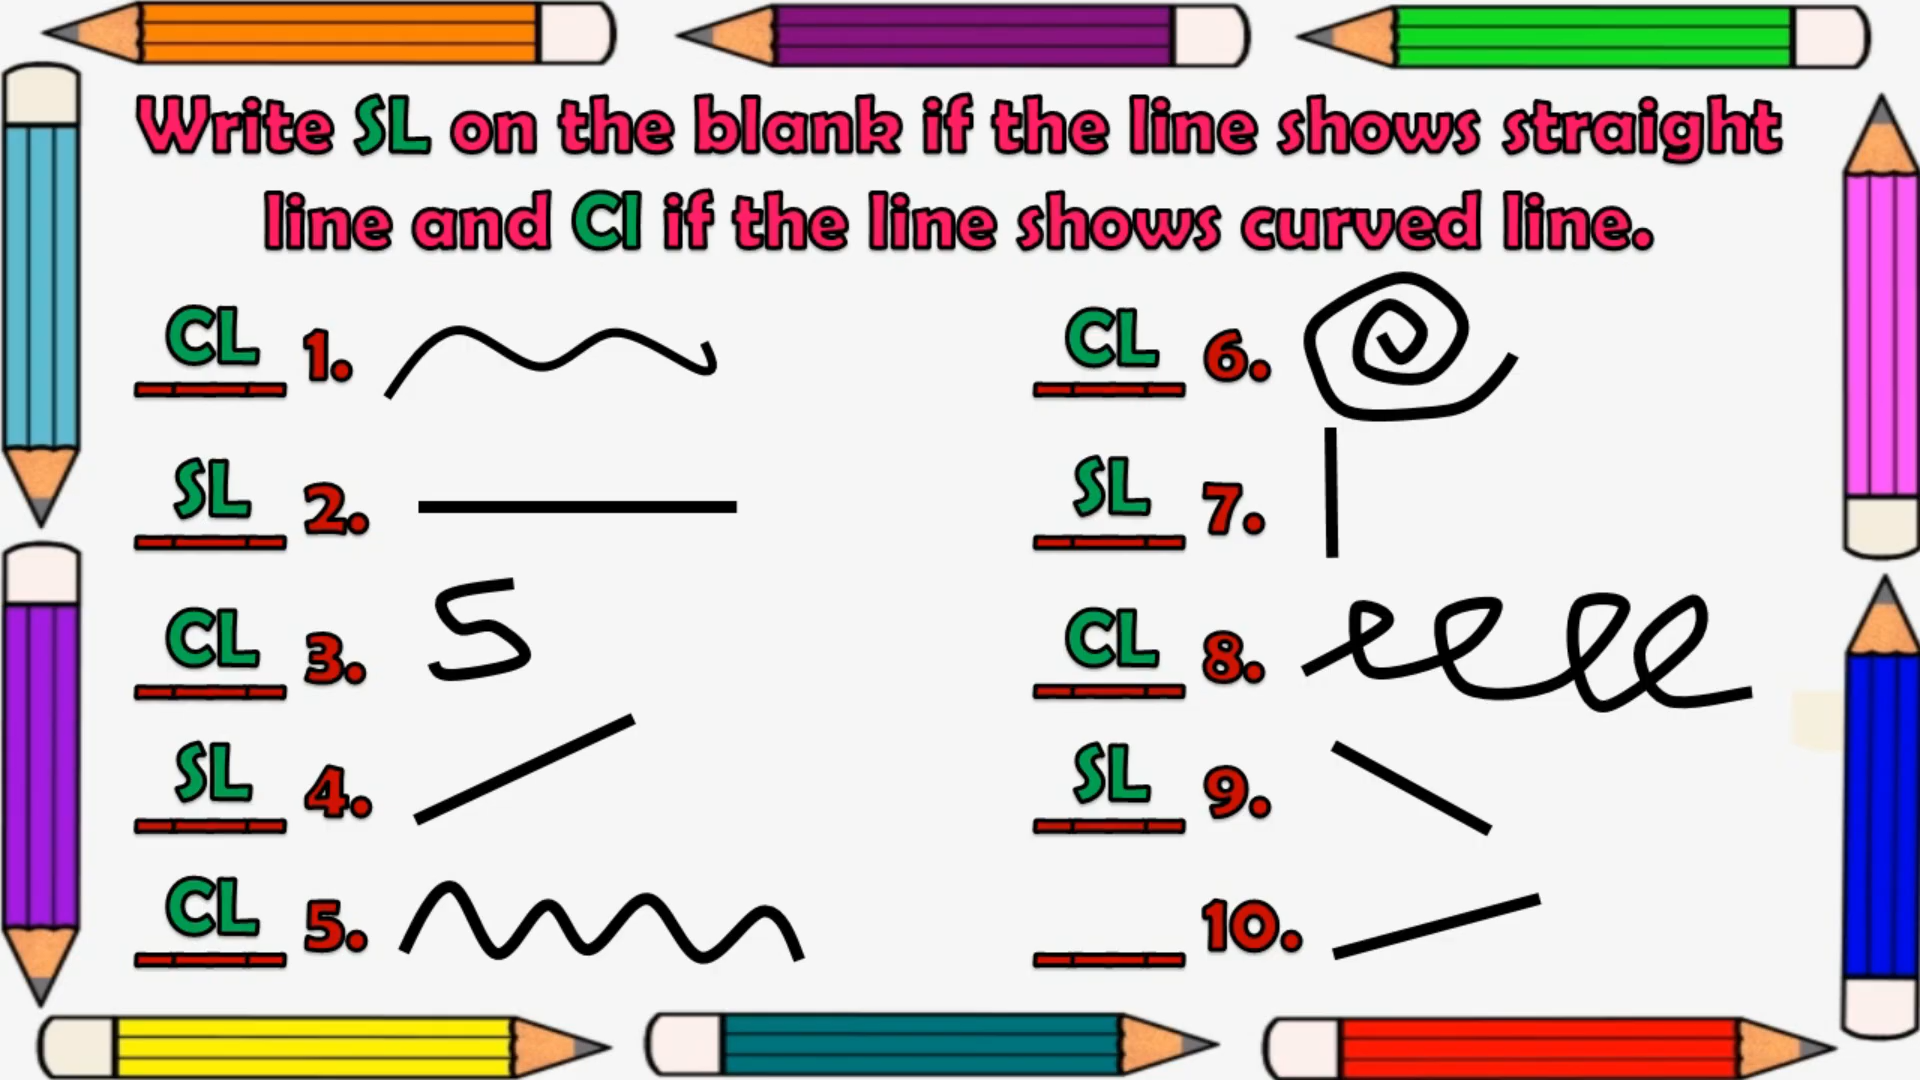 Write SL on the blank if the line shows straight
line and Cl if the line shows curved line.
CL 1.
SL 2.
CL 3.
SL 4.
CL 5.
CL 6.
SL 7.
CL 8.
SL 9.
____ 10.